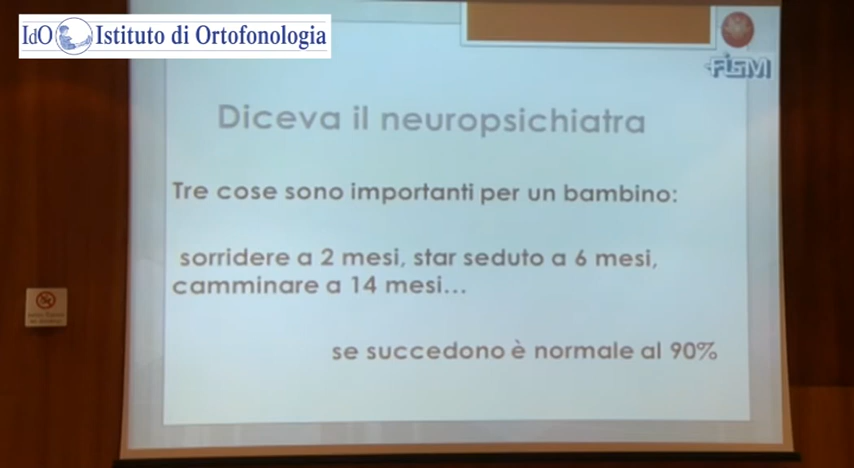 IdO Istituto di Ortofonologia
FISM
Diceva il neuropsichiatra
Tre cose sono importanti per un bambino:
sorridere a 2 mesi, star seduto a 6 mesi,
camminare a 14 mesi...
se succedono è normale al 90%